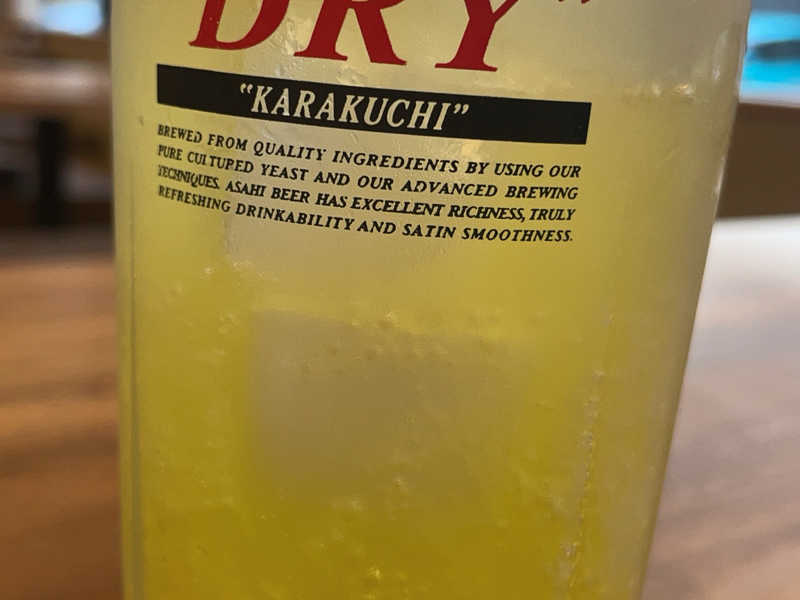 DRY"
"KARAKUCHI"
BREWED FROM QUALITY INGREDIENTS BY USING OUR
PURE CULTURED YEAST AND OUR ADVANCED BREWING
TECHNIQUES. ASAHI BEER HAS EXCELLENT RICHNESS, TRULY
REFRESHING DRINKABILITY AND SATIN SMOOTHNESS.